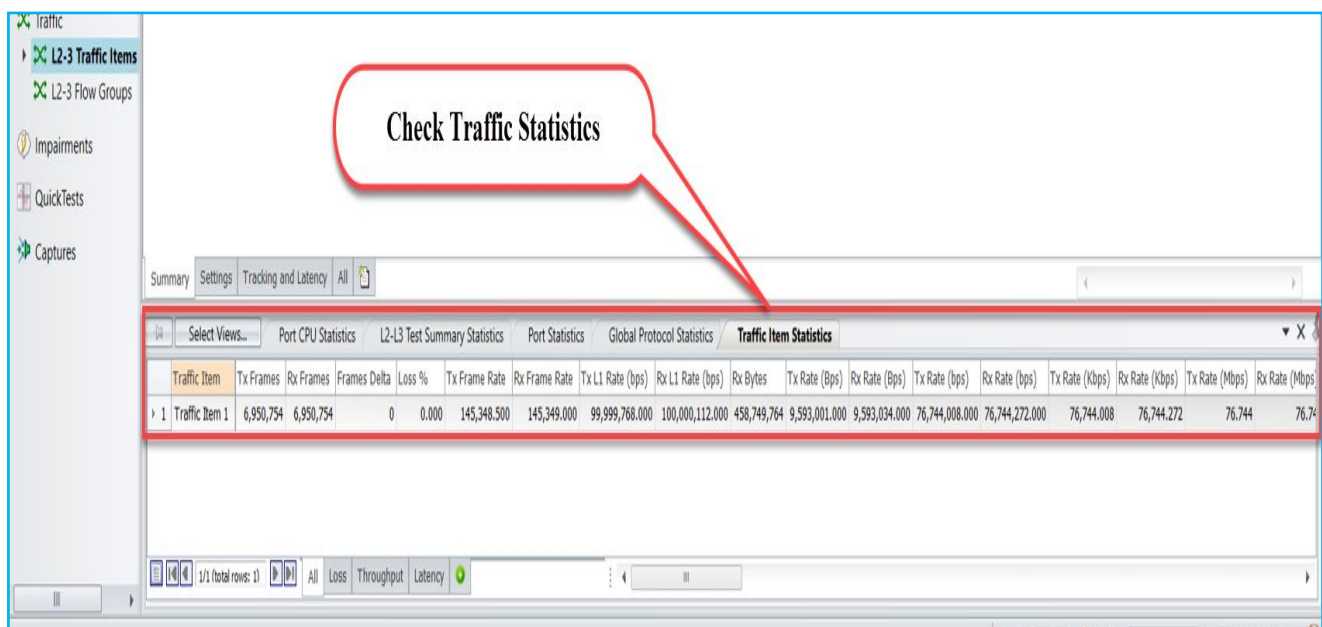 Traffic
L2-3 Traffic Items
L2-3 Flow Groups
Impairments
QuickTests
Captures
Check Traffic Statistics
Summary Settings Tracking and Latency All
Select Views... Port CPU Statistics L2-L3 Test Summary Statistics Port Statistics Global Protocol Statistics Traffic Item Statistics
Traffic Item Tx Frames Rx Frames Frames Delta Loss % Tx Frame Rate Rx Frame Rate Tx L1 Rate (bps) Rx L1 Rate (bps) Rx Bytes Tx Rate (Bps) Rx Rate (Bps) Tx Rate (bps) Rx Rate (bps) Tx Rate (Kbps) Rx Rate (Kbps) Tx Rate (Mbps) Rx Rate (Mbps
1 Traffic Item 1 6,950,754 6,950,754 0 0.000 145,348.500 145,349.000 99,999,768.000 100,000,112.000 458,749,764 9,593,001.000 9,593,034.000 76,744,008.000 76,744,272.000 76,744.008 76,744.272 76.744 76.74
1/1 (total rows: 1) All Loss Throughput Latency